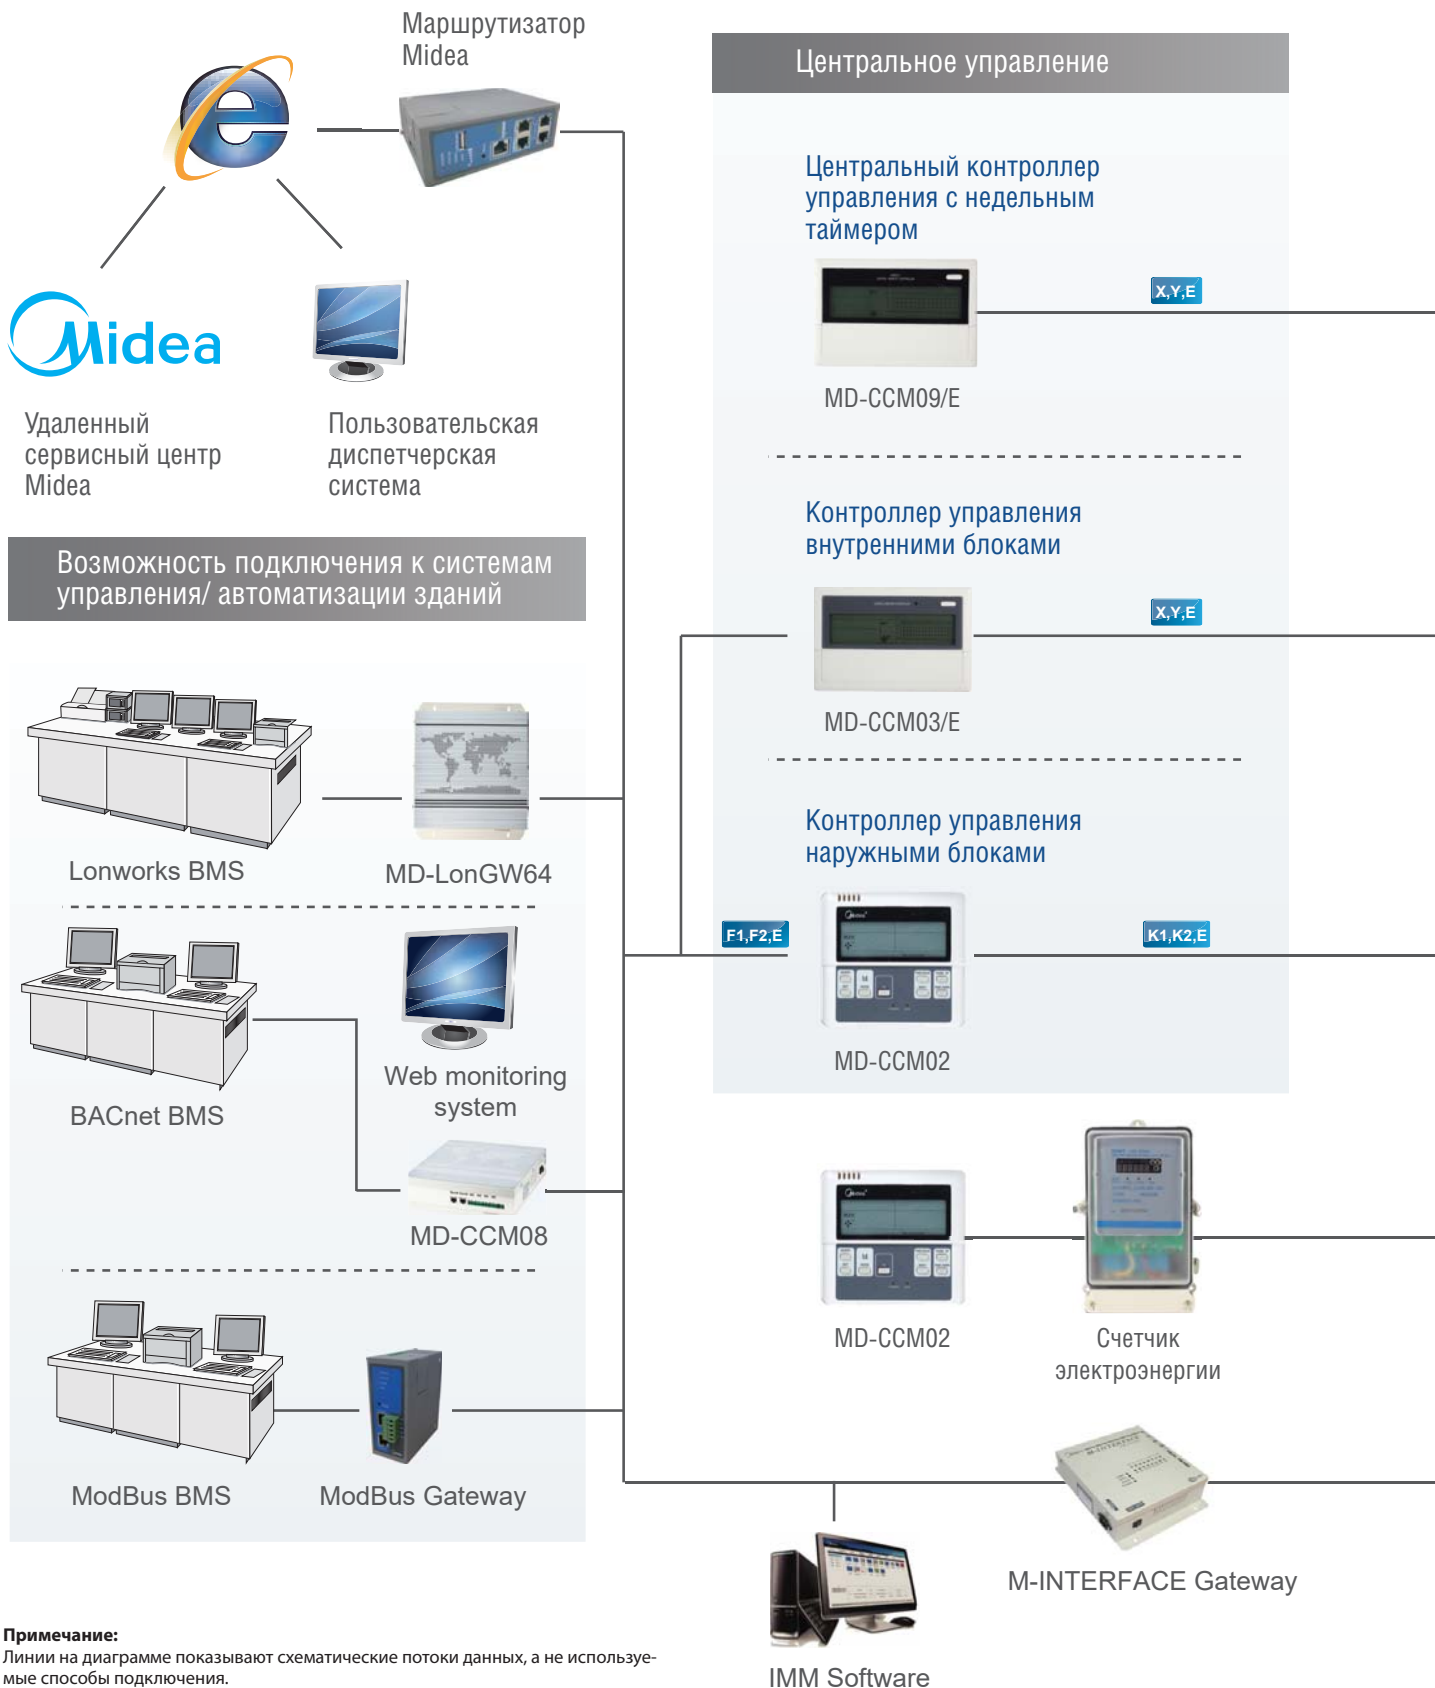 Маршрутизатор
Midea
Midea
Удаленный
сервисный центр
Midea
Пользовательская
диспетчерская
система
Возможность подключения к системам
управления/ автоматизации зданий
Lonworks BMS
MD-LonGW64
BACnet BMS
Web monitoring
system
MD-CCM08
ModBus BMS
ModBus Gateway
Центральное управление
Центральный контроллер
управления с недельным
таймером
X,Y,E
MD-CCM09/E
Контроллер управления
внутренними блоками
X,Y,E
MD-CCM03/E
Контроллер управления
наружными блоками
F1,F2,E
Midea
K1,K2,E
MD-CCM02
Midea
MD-CCM02
Счетчик
электроэнергии
M-INTERFACE
M-INTERFACE Gateway
IMM Software
Примечание:
Линии на диаграмме показывают схематические потоки данных, а не используе-
мые способы подключения.